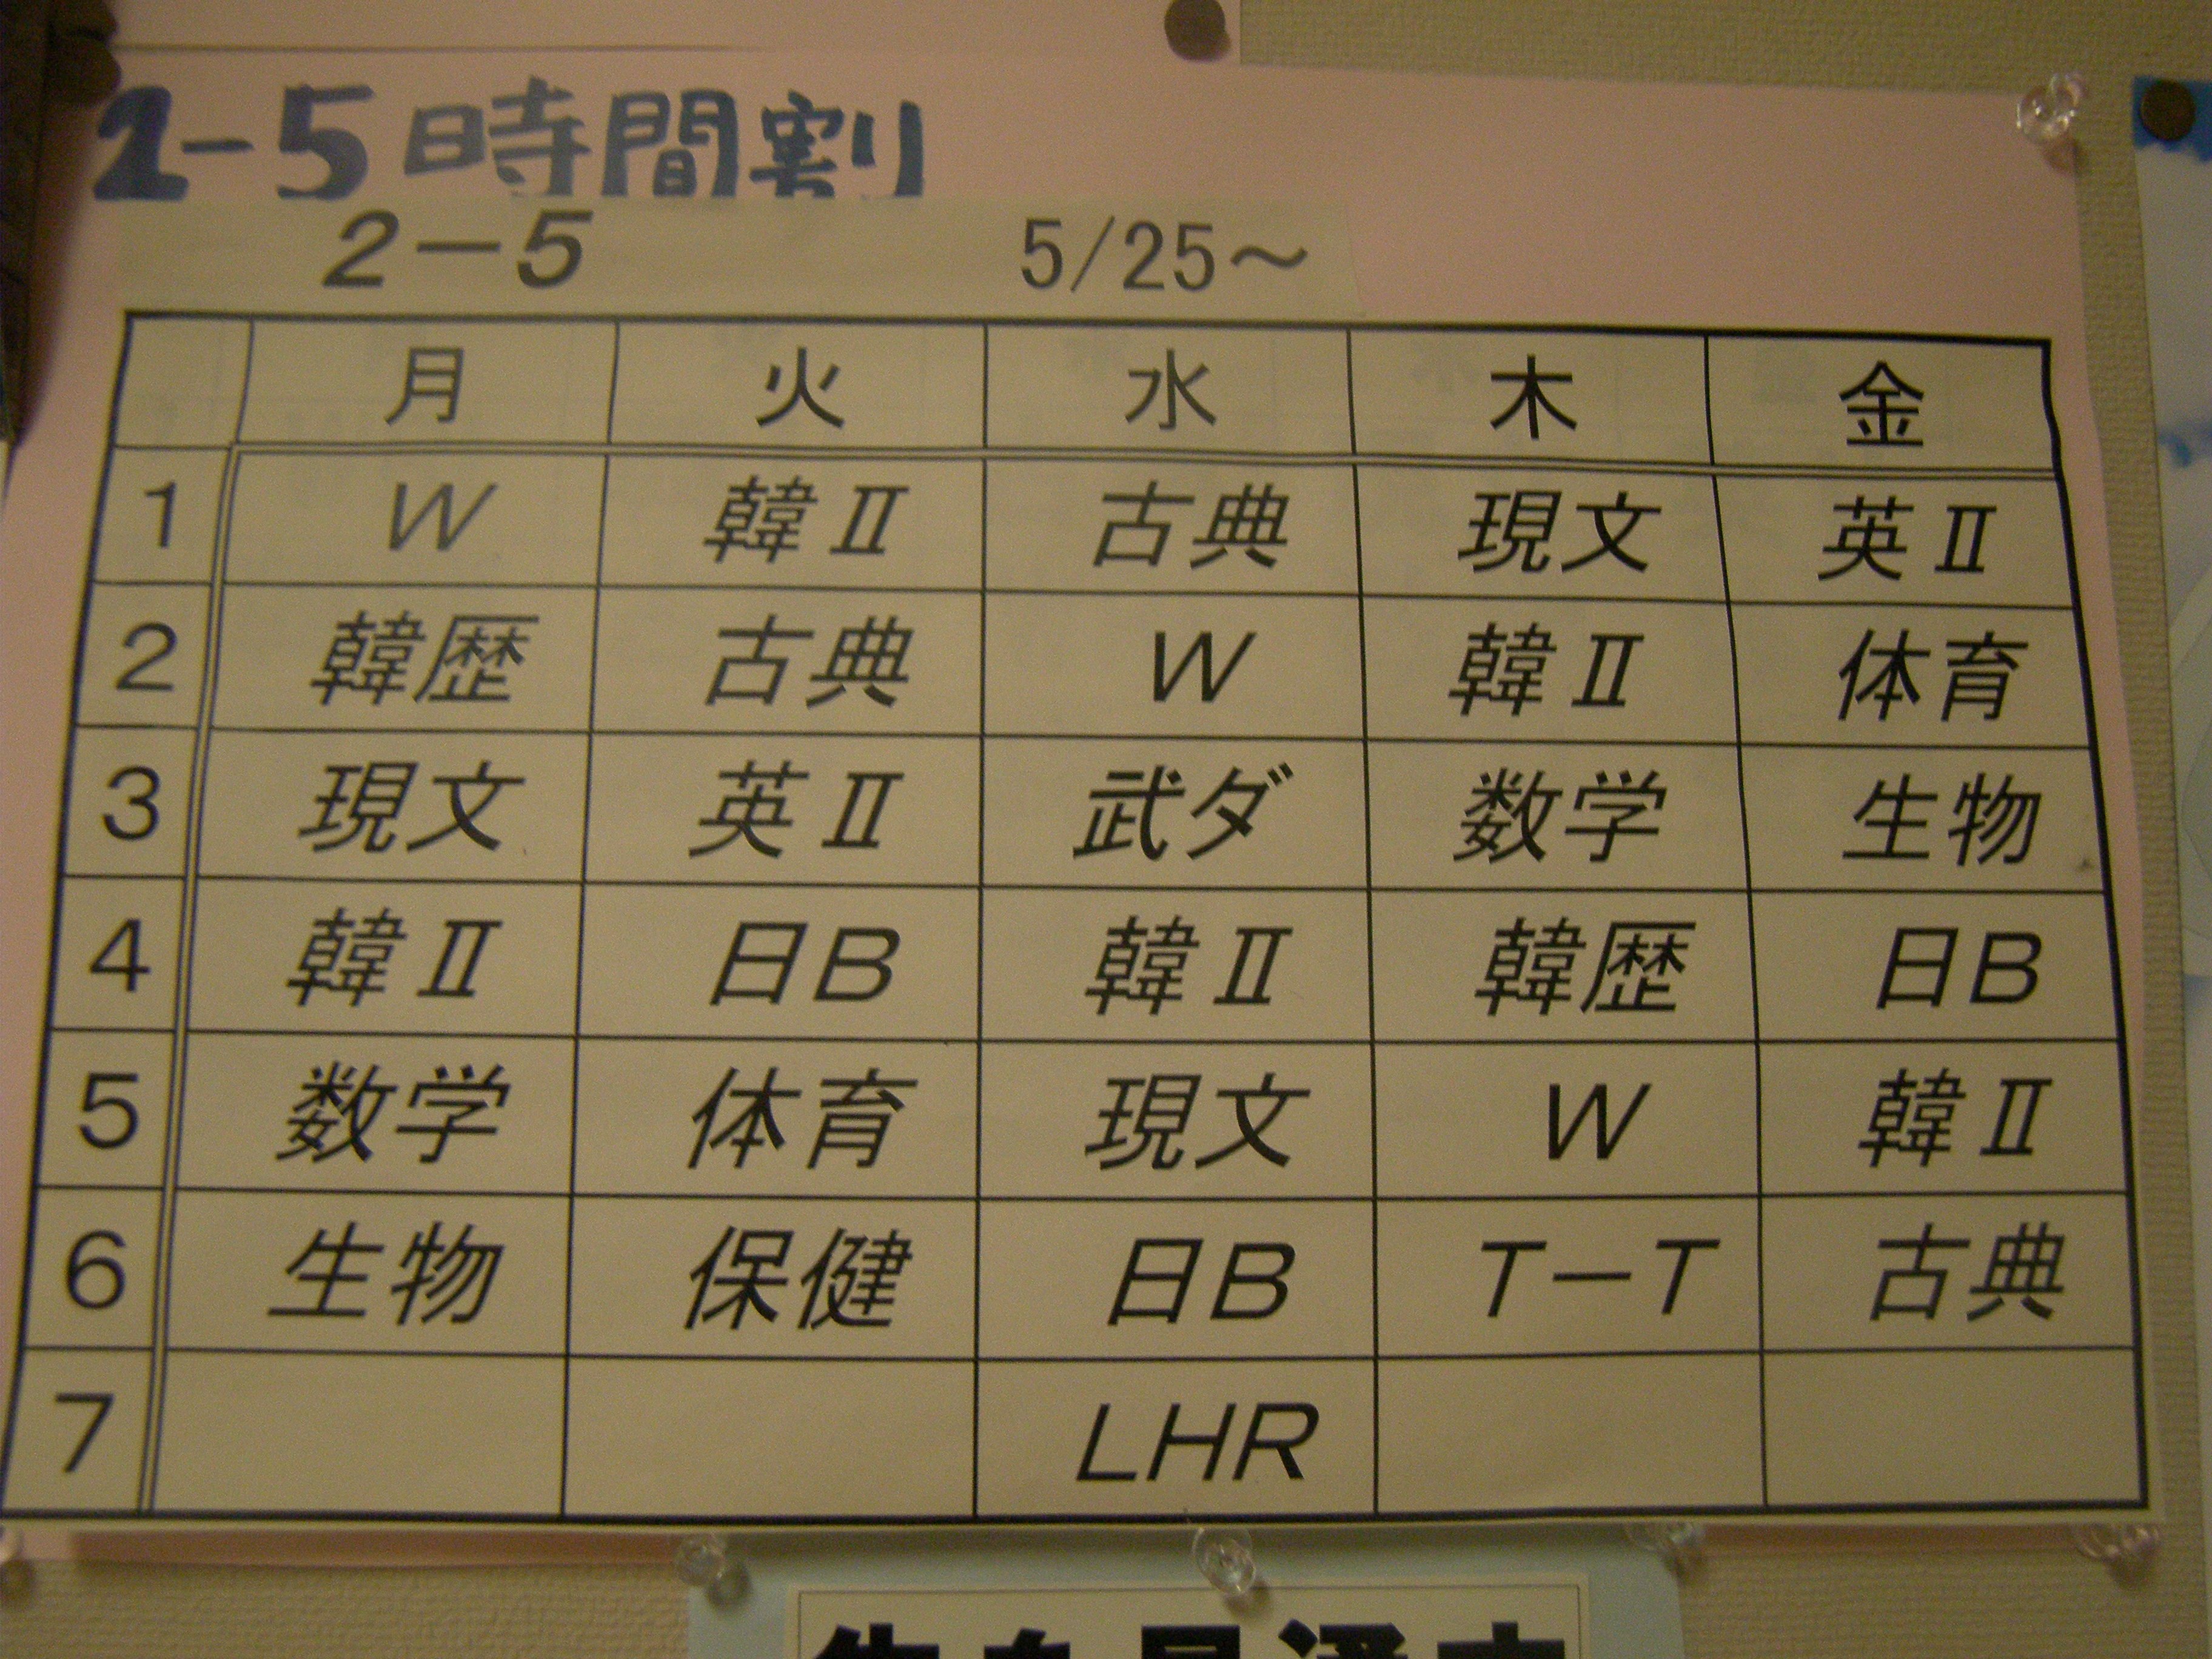 2-5時間割
2-5 5/25～
月 火 水 木 金
1 W 韓Ⅱ 古典 現文 英Ⅱ
2 韓歴 古典 W 韓Ⅱ 体育
3 現文 英Ⅱ 武ダ 数学 生物
4 韓Ⅱ 日B 韓Ⅱ 韓歴 日B
5 数学 体育 現文 W 韓Ⅱ
6 生物 保健 日B T-T 古典
7 LHR